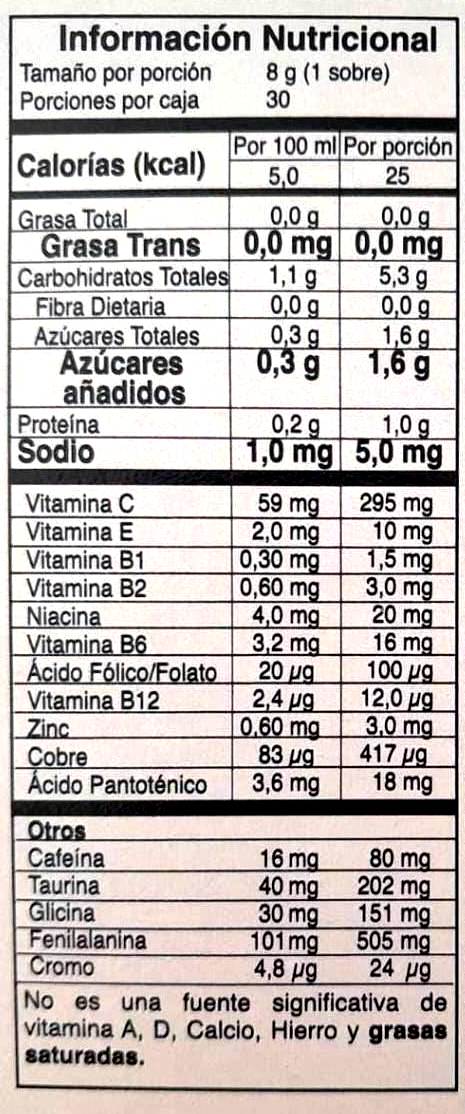 Información Nutricional
Tamaño por porción 8 g (1 sobre)
Porciones por caja 30
Calorías (kcal) Por 100 ml Por porción
5,0 25
Grasa Total 0,0 g 0,0 g
Grasa Trans 0,0 mg 0,0 mg
Carbohidratos Totales 1,1 g 5,3 g
Fibra Dietaria 0,0 g 0,0 g
Azúcares Totales 0,3 g 1,6 g
Azúcares 0,3 g 1,6 g
añadidos
Proteína 0,2 g 1,0 g
Sodio 1,0 mg 5,0 mg
Vitamina C 59 mg 295 mg
Vitamina E 2,0 mg 10 mg
Vitamina B1 0,30 mg 1,5 mg
Vitamina B2 0,60 mg 3,0 mg
Niacina 4,0 mg 20 mg
Vitamina B6 3,2 mg 16 mg
Ácido Fólico/Folato 20 µg 100 µg
Vitamina B12 2,4 µg 12,0 µg
Zinc 0,60 mg 3,0 mg
Cobre 83 µg 417 µg
Ácido Pantoténico 3,6 mg 18 mg
Otros
Cafeína 16 mg 80 mg
Taurina 40 mg 202 mg
Glicina 30 mg 151 mg
Fenilalanina 101 mg 505 mg
Cromo 4,8 µg 24 µg
No es una fuente significativa de
vitamina A, D, Calcio, Hierro y grasas
saturadas.